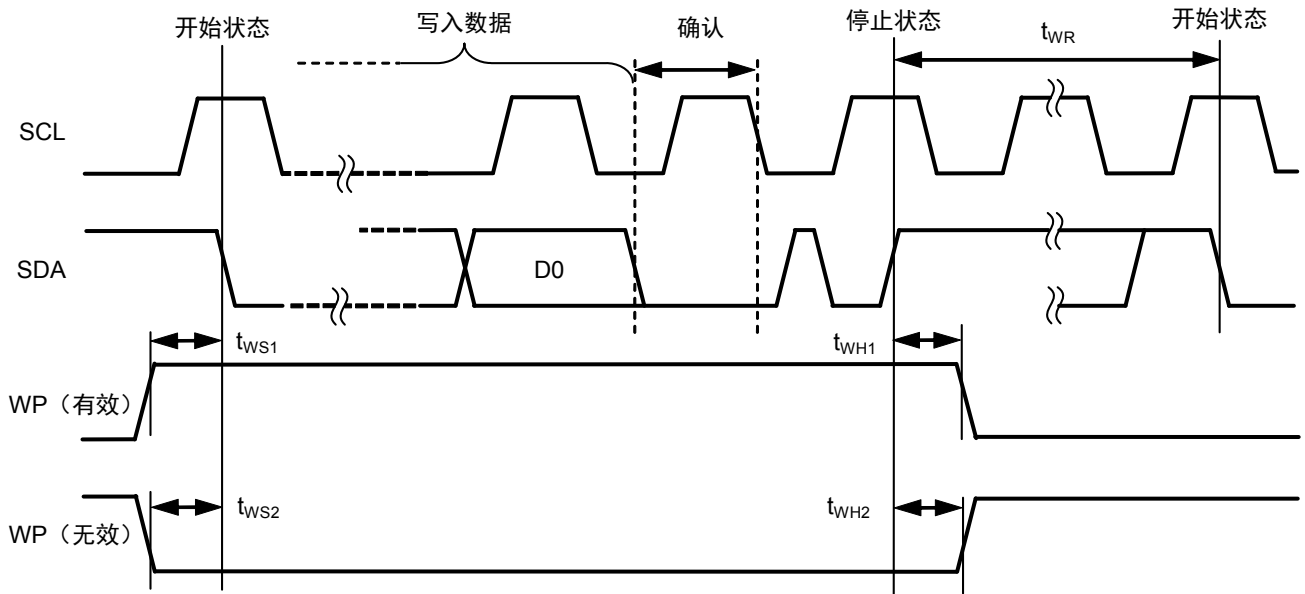 开始状态
写入数据
确认
停止状态
tWR
开始状态
SCL
SDA
D0
tWS1
tWH1
WP（有效）
tWS2
tWH2
WP（无效）